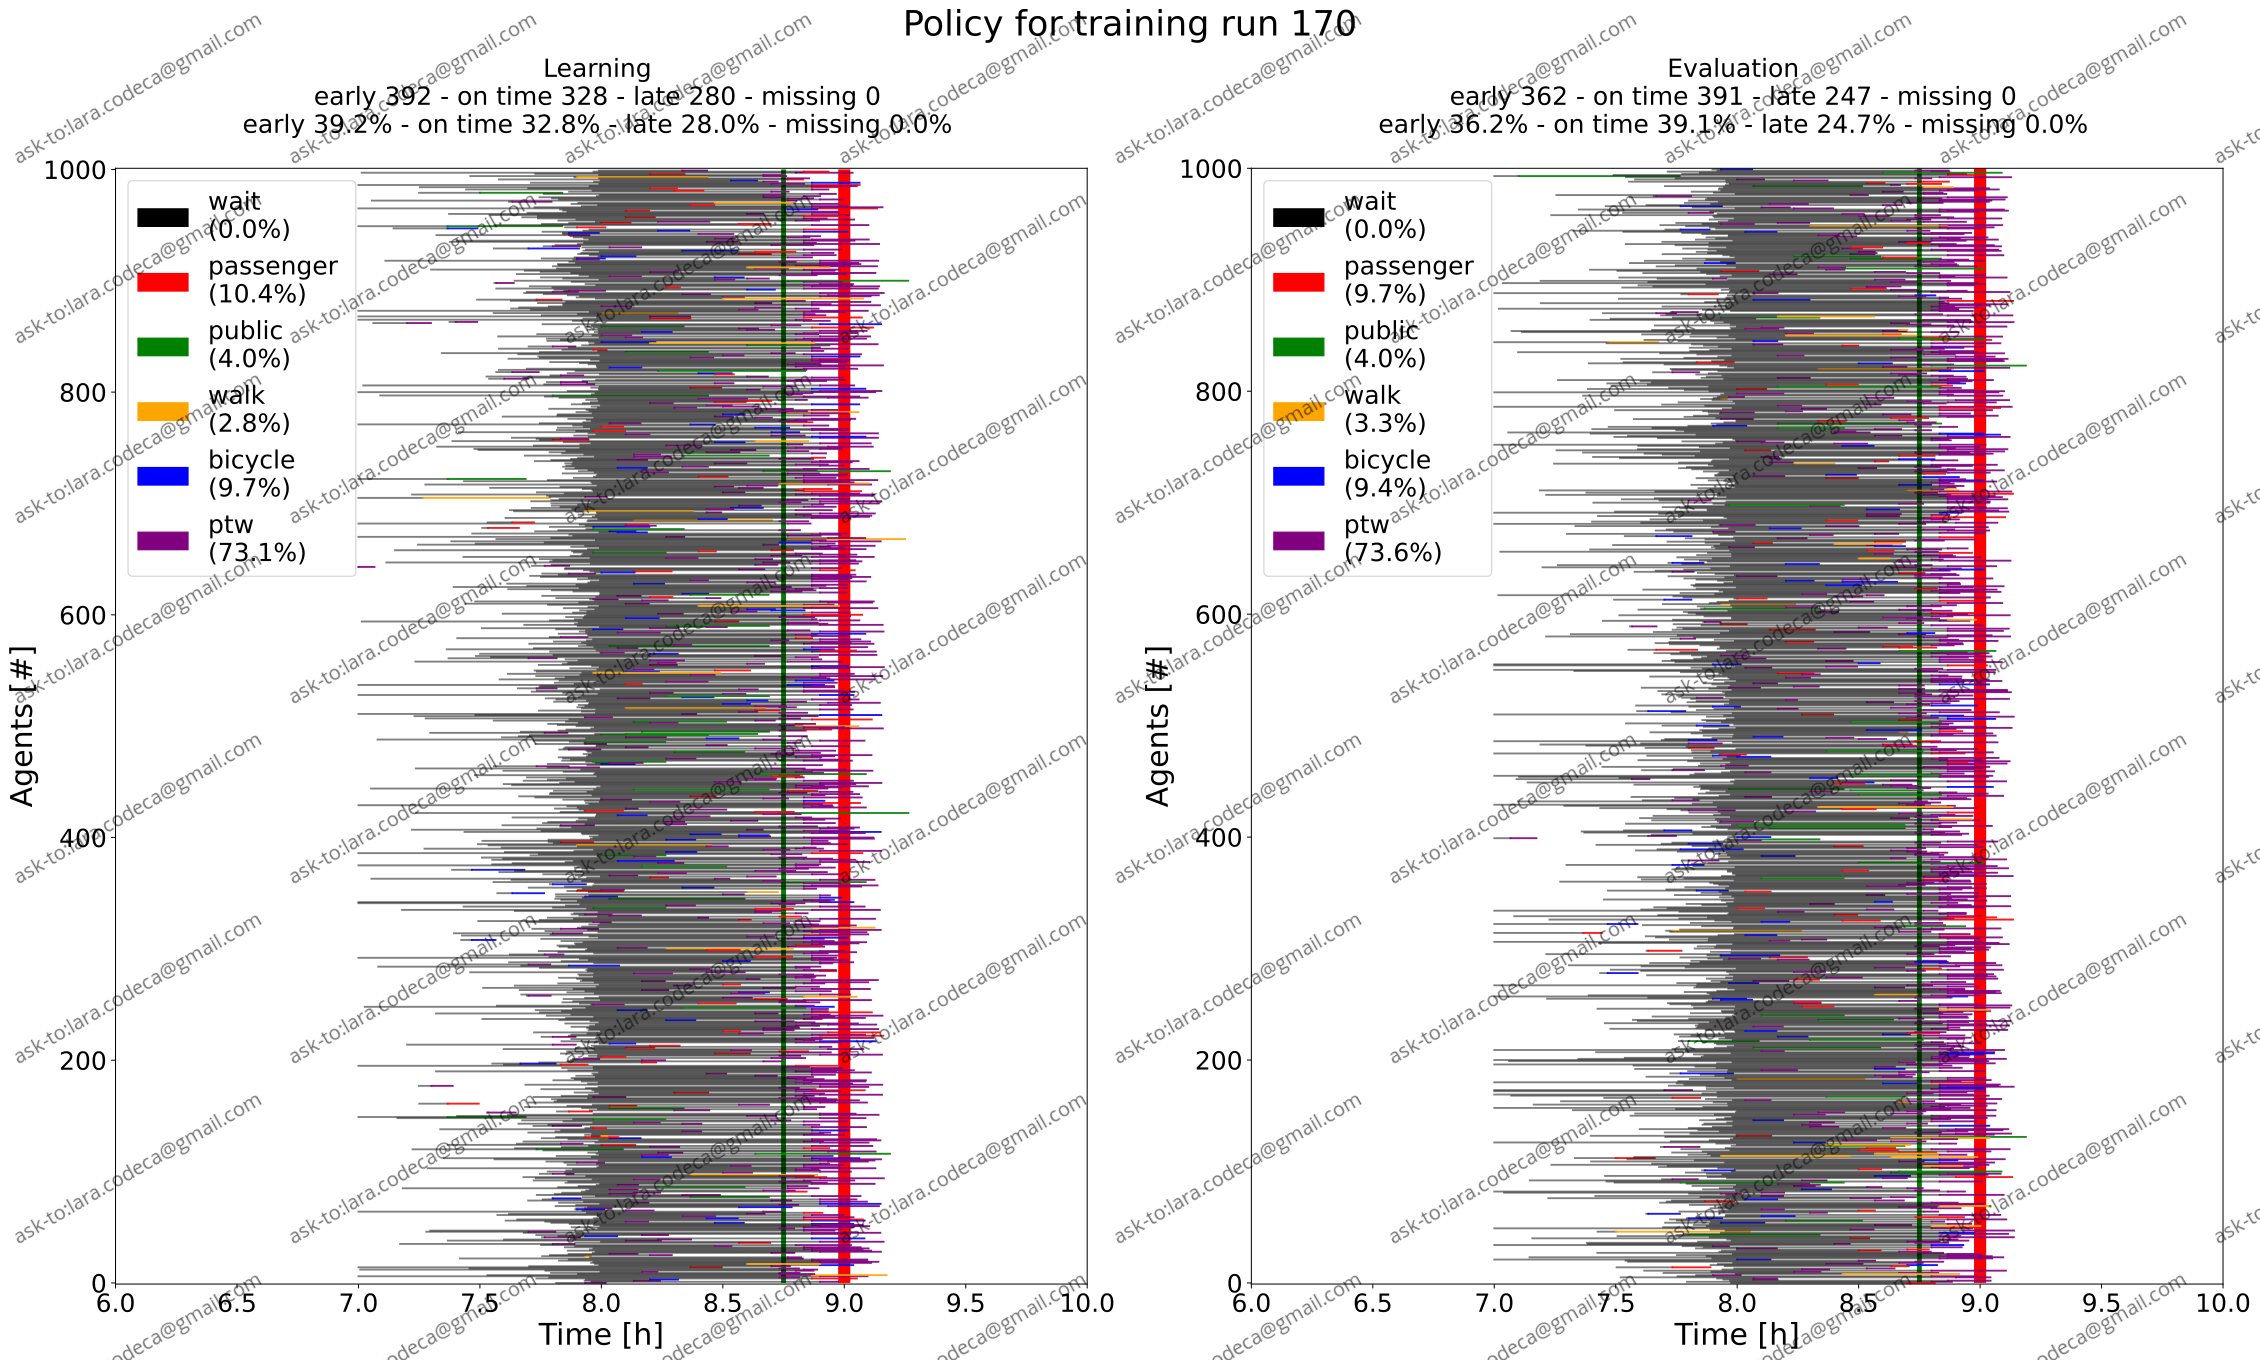 Policy for training run 170
Learning
early 392 - on time 328 - late 280 - missing 0
early 39.2% - on time 32.8% - late 28.0% - missing 0.0%
1000
800
600
400
200
0
Agents [#]
wait
(0.0%)
passenger
(10.4%)
public
(4.0%)
walk
(2.8%)
bicycle
(9.7%)
ptw
(73.1%)
6.0 6.5 7.0 7.5 8.0 8.5 9.0 9.5 10.0
Time [h]
Evaluation
early 362 - on time 391 - late 247 - missing 0
early 36.2% - on time 39.1% - late 24.7% - missing 0.0%
1000
800
600
400
200
0
Agents [#]
wait
(0.0%)
passenger
(9.7%)
public
(4.0%)
walk
(3.3%)
bicycle
(9.4%)
ptw
(73.6%)
6.0 6.5 7.0 7.5 8.0 8.5 9.0 9.5 10.0
Time [h]
ask-to:lara.codeca@gmail.com